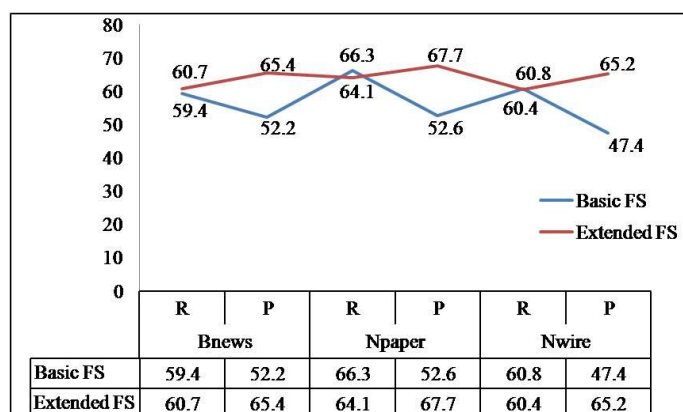 80
70
60
50
40
30
20
10
0
60.7 65.4 66.3 67.7 60.8 65.2
59.4 52.2 64.1 52.6 60.4 47.4
Basic FS
Extended FS
R P R P R P
Bnews Npaper Nwire
Basic FS 59.4 52.2 66.3 52.6 60.8 47.4
Extended FS 60.7 65.4 64.1 67.7 60.4 65.2